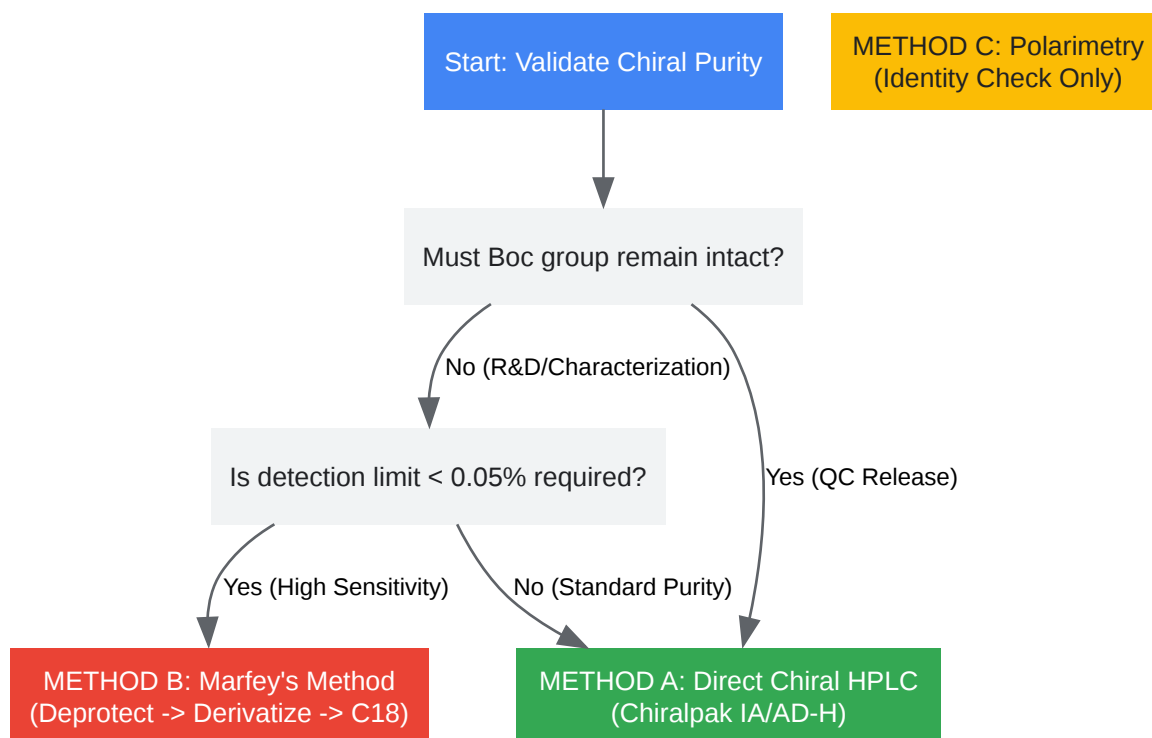 Start: Validate Chiral Purity
METHOD C: Polarimetry
(Identity Check Only)
Must Boc group remain intact?
No (R&D/Characterization)
Is detection limit < 0.05% required?
Yes (QC Release)
Yes (High Sensitivity)
No (Standard Purity)
METHOD B: Marfey's Method
(Deprotect -> Derivatize -> C18)
METHOD A: Direct Chiral HPLC
(Chiralpak IA/AD-H)